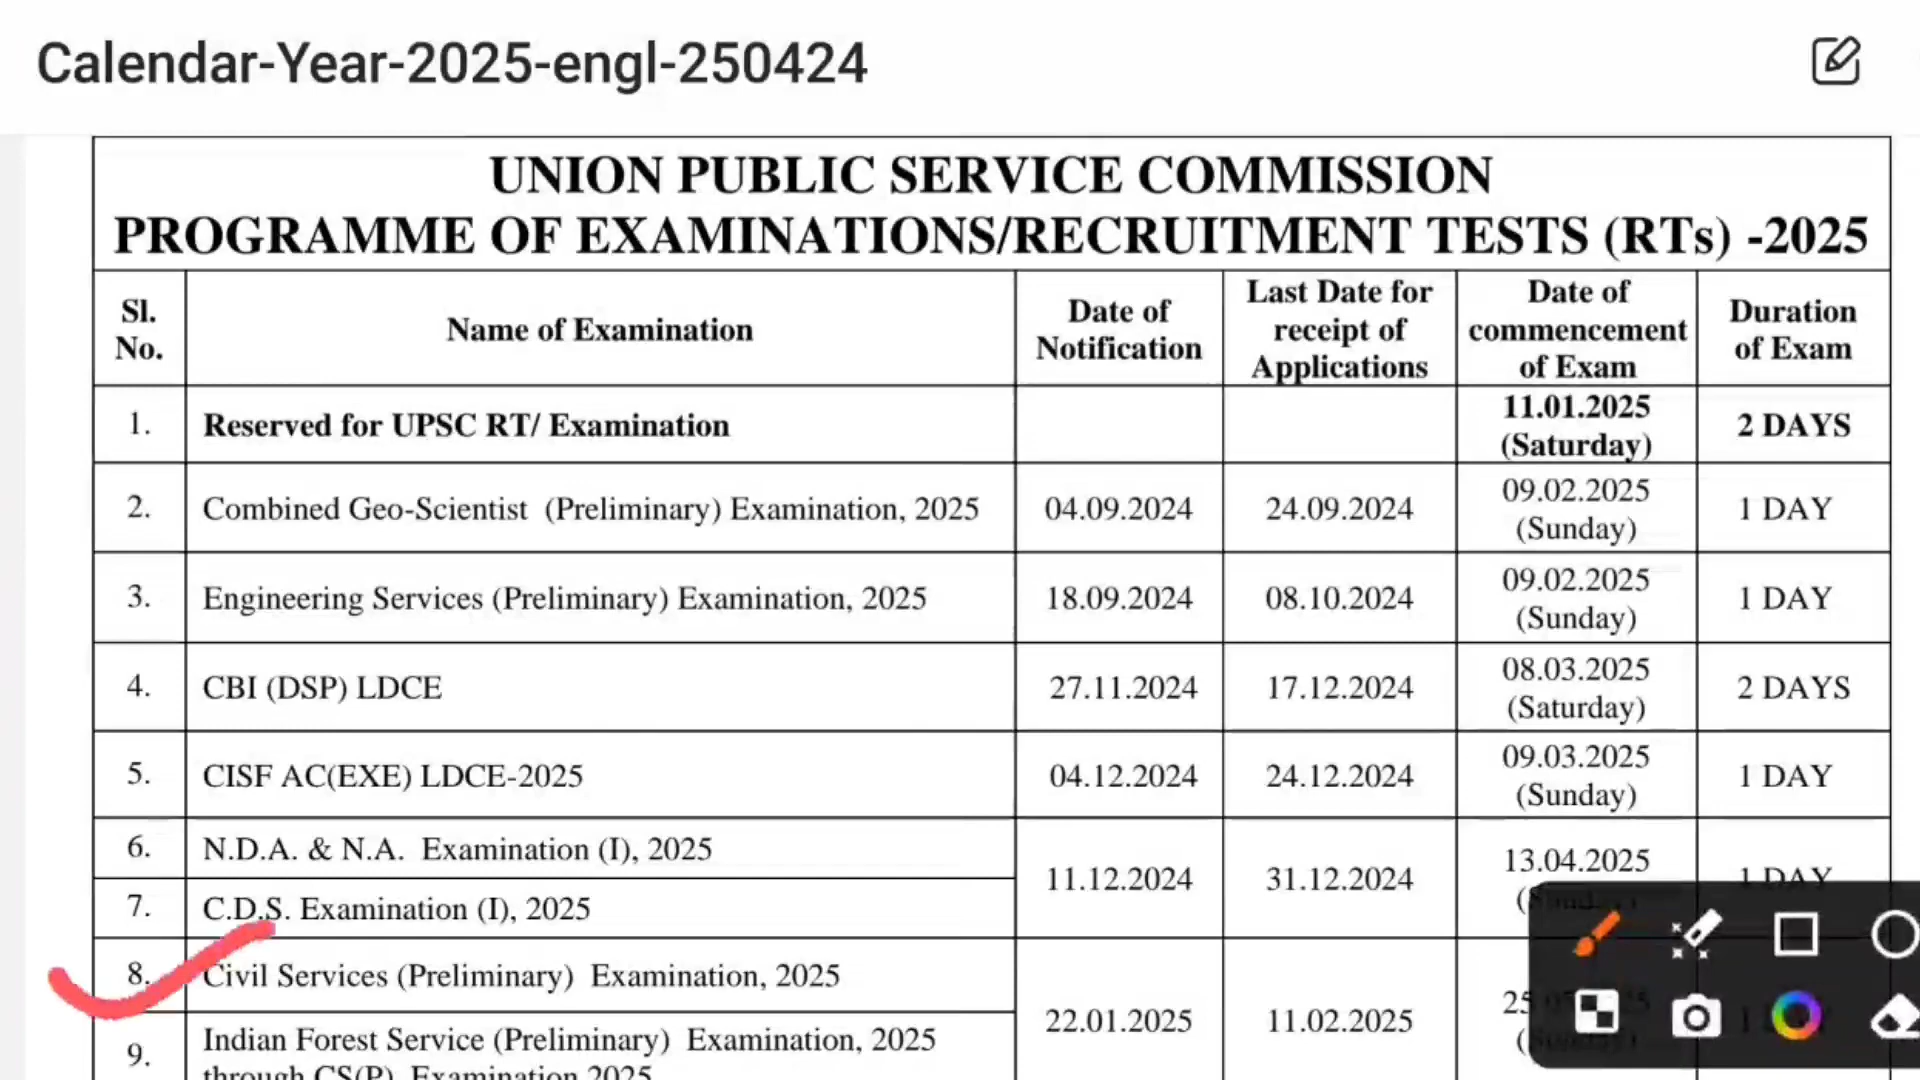 Calendar-Year-2025-engl-250424
UNION PUBLIC SERVICE COMMISSION
PROGRAMME OF EXAMINATIONS/RECRUITMENT TESTS (RTs) -2025
Sl. No. Name of Examination Date of Notification Last Date for receipt of Applications Date of commencement of Exam Duration of Exam
1. Reserved for UPSC RT/ Examination 11.01.2025 (Saturday) 2 DAYS
2. Combined Geo-Scientist (Preliminary) Examination, 2025 04.09.2024 24.09.2024 09.02.2025 (Sunday) 1 DAY
3. Engineering Services (Preliminary) Examination, 2025 18.09.2024 08.10.2024 09.02.2025 (Sunday) 1 DAY
4. CBI (DSP) LDCE 27.11.2024 17.12.2024 08.03.2025 (Saturday) 2 DAYS
5. CISF AC(EXE) LDCE-2025 04.12.2024 24.12.2024 09.03.2025 (Sunday) 1 DAY
6. N.D.A. & N.A. Examination (I), 2025 11.12.2024 31.12.2024 13.04.2025 1 DAY
7. C.D.S. Examination (I), 2025
8. Civil Services (Preliminary) Examination, 2025 22.01.2025 11.02.2025
9. Indian Forest Service (Preliminary) Examination, 2025
through CS(P) Examination 2025